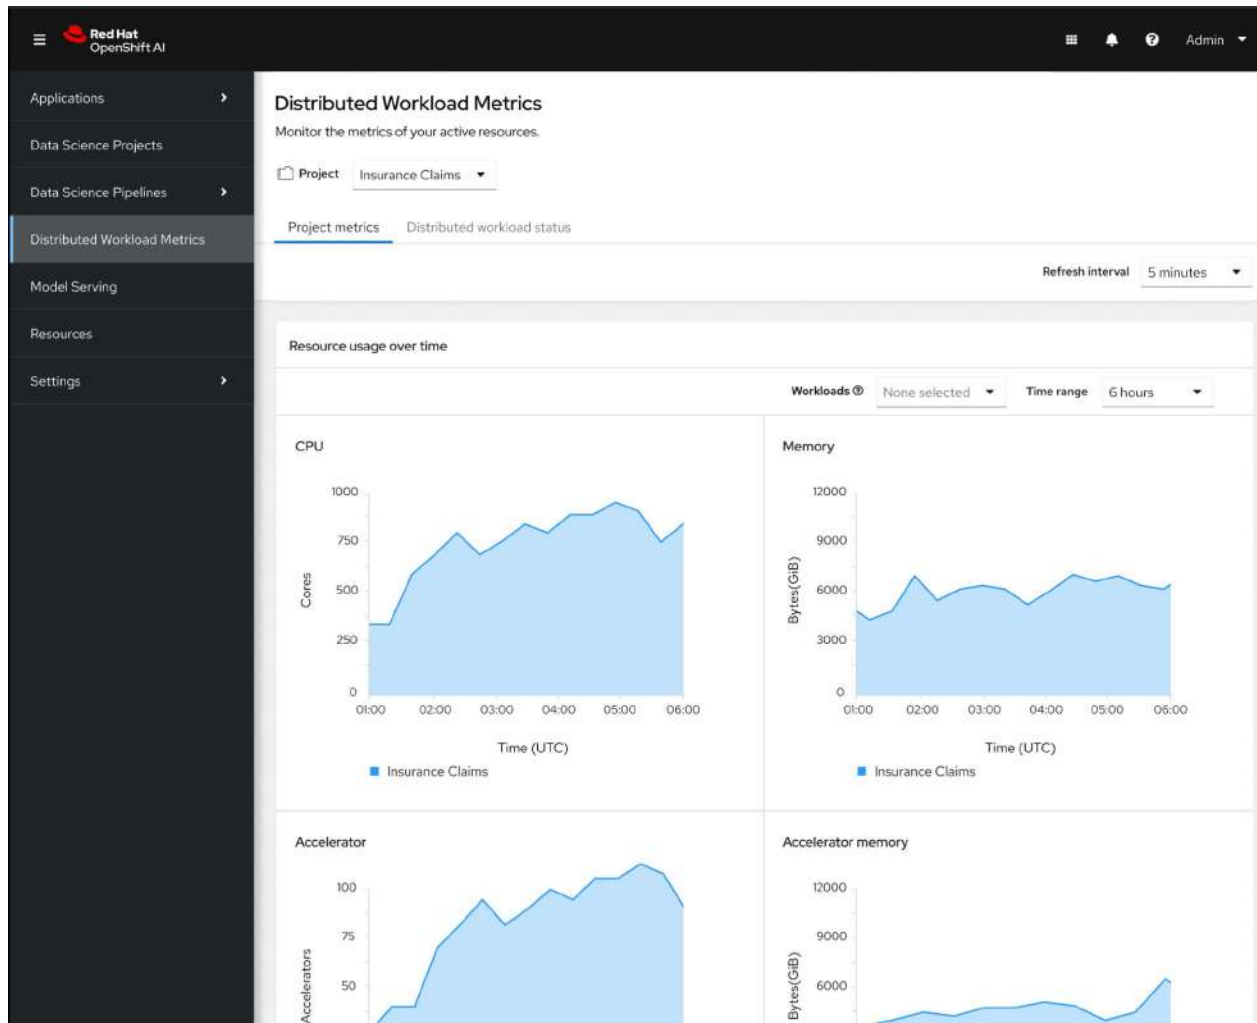 Red Hat
OpenShift AI
Admin
Applications
Data Science Projects
Data Science Pipelines
Distributed Workload Metrics
Model Serving
Resources
Settings
Distributed Workload Metrics
Monitor the metrics of your active resources.
Project Insurance Claims
Project metrics Distributed workload status
Refresh interval 5 minutes
Resource usage over time
Workloads None selected Time range 6 hours
CPU
1000
750
500
250
0
Cores
01:00 02:00 03:00 04:00 05:00 06:00
Time (UTC)
Insurance Claims
Memory
12000
9000
6000
3000
0
Bytes(GiB)
01:00 02:00 03:00 04:00 05:00 06:00
Time (UTC)
Insurance Claims
Accelerator
100
75
50
Accelerators
Accelerator memory
12000
9000
6000
Bytes(GiB)